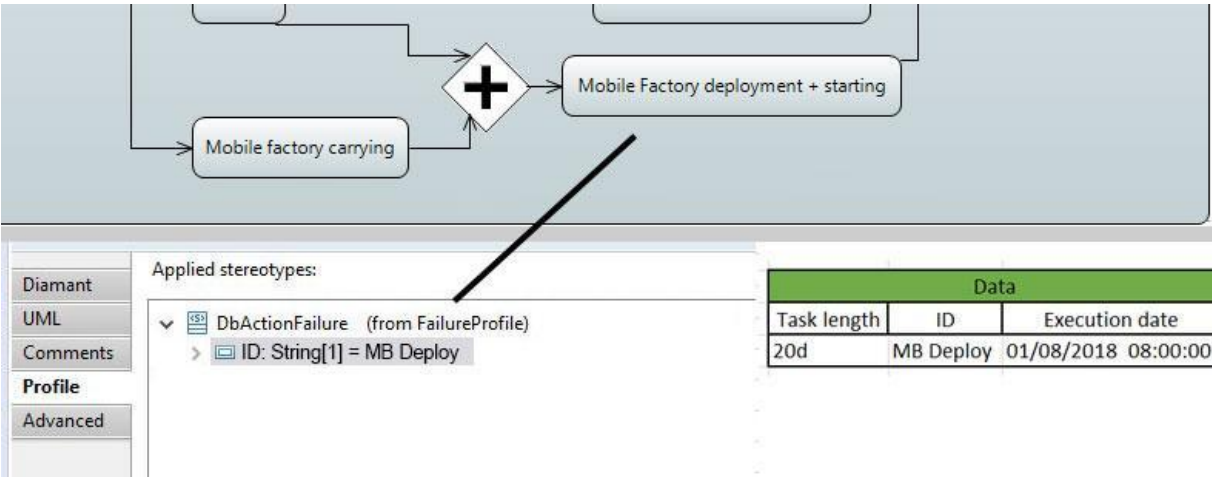 Mobile Factory deployment + starting
Mobile factory carrying
Applied stereotypes:
Diamant
UML
Comments
Profile
Advanced
DbActionFailure (from FailureProfile)
ID: String[1] = MB Deploy
Data
Task length ID Execution date
20d MB Deploy 01/08/2018 08:00:00